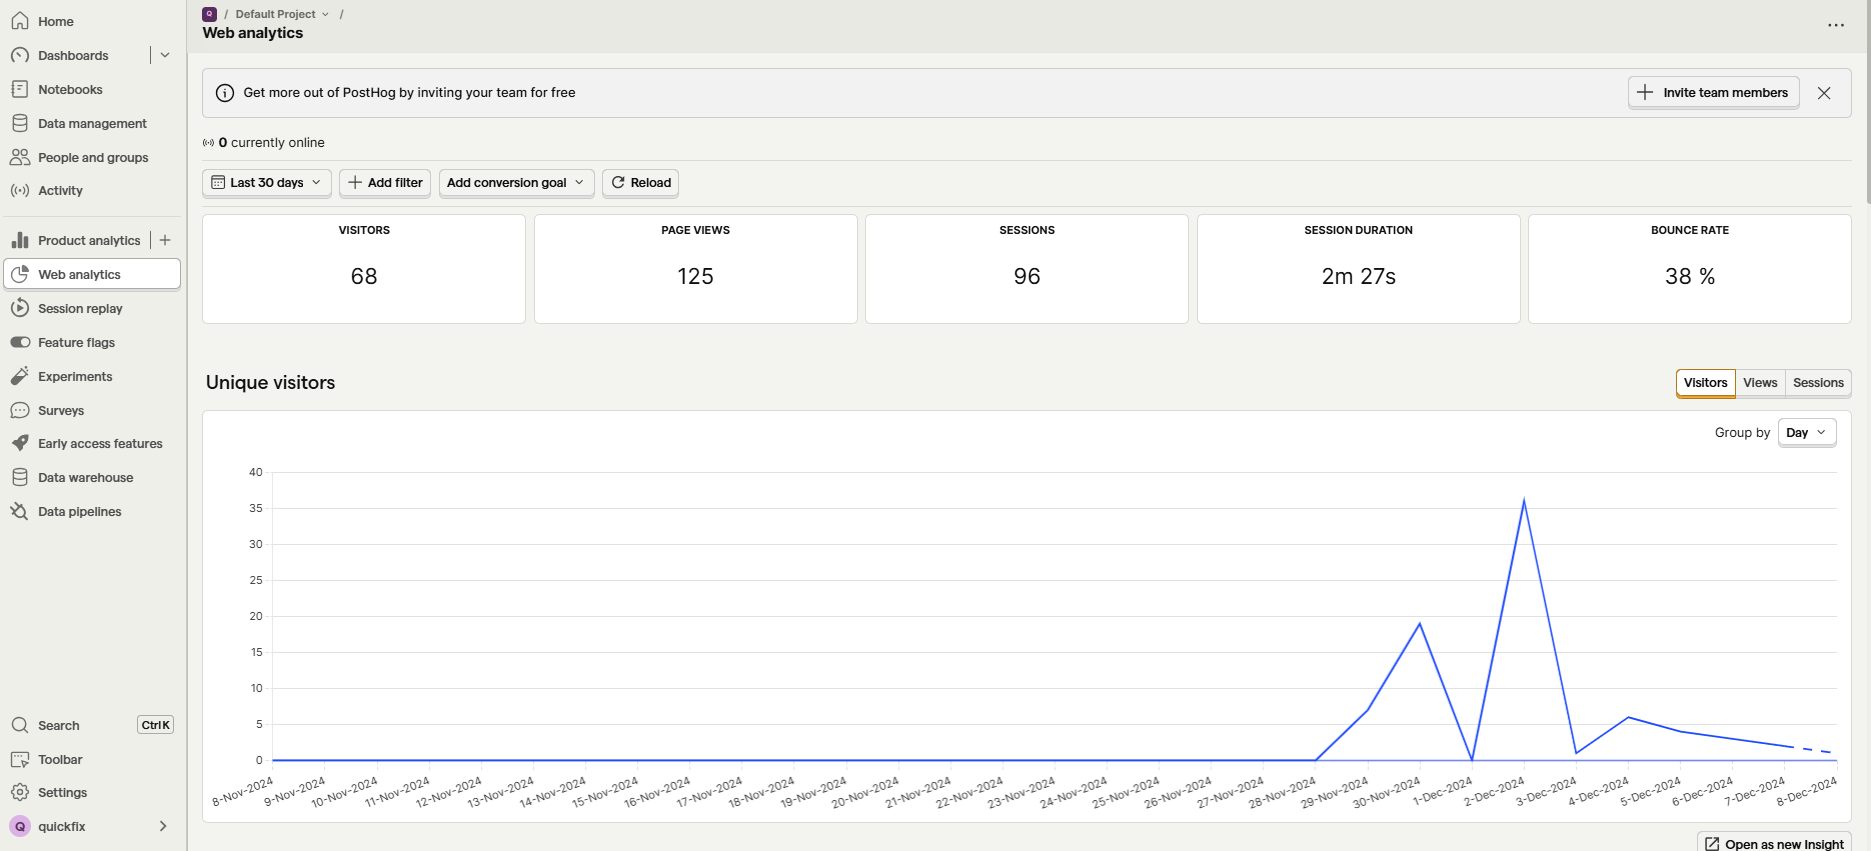 Home
Dashboards
Notebooks
Data management
People and groups
Activity
Product analytics
Web analytics
Session replay
Feature flags
Experiments
Surveys
Early access features
Data warehouse
Data pipelines
Search Ctrl K
Toolbar
Settings
Q quickfix
Q / Default Project /
Web analytics
Get more out of PostHog by inviting your team for free
Invite team members
0 currently online
Last 30 days Add filter Add conversion goal Reload
VISITORS PAGE VIEWS SESSIONS SESSION DURATION BOUNCE RATE
68 125 96 2m 27s 38 %
Unique visitors
Visitors Views Sessions
Group by Day
40
35
30
25
20
15
10
5
0
8-Nov-2024 9-Nov-2024 10-Nov-2024 11-Nov-2024 12-Nov-2024 13-Nov-2024 14-Nov-2024 15-Nov-2024 16-Nov-2024 17-Nov-2024 18-Nov-2024 19-Nov-2024 20-Nov-2024 21-Nov-2024 22-Nov-2024 23-Nov-2024 24-Nov-2024 25-Nov-2024 26-Nov-2024 27-Nov-2024 28-Nov-2024 29-Nov-2024 30-Nov-2024 1-Dec-2024 2-Dec-2024 3-Dec-2024 4-Dec-2024 5-Dec-2024 6-Dec-2024 7-Dec-2024 8-Dec-2024
Open as new Insight